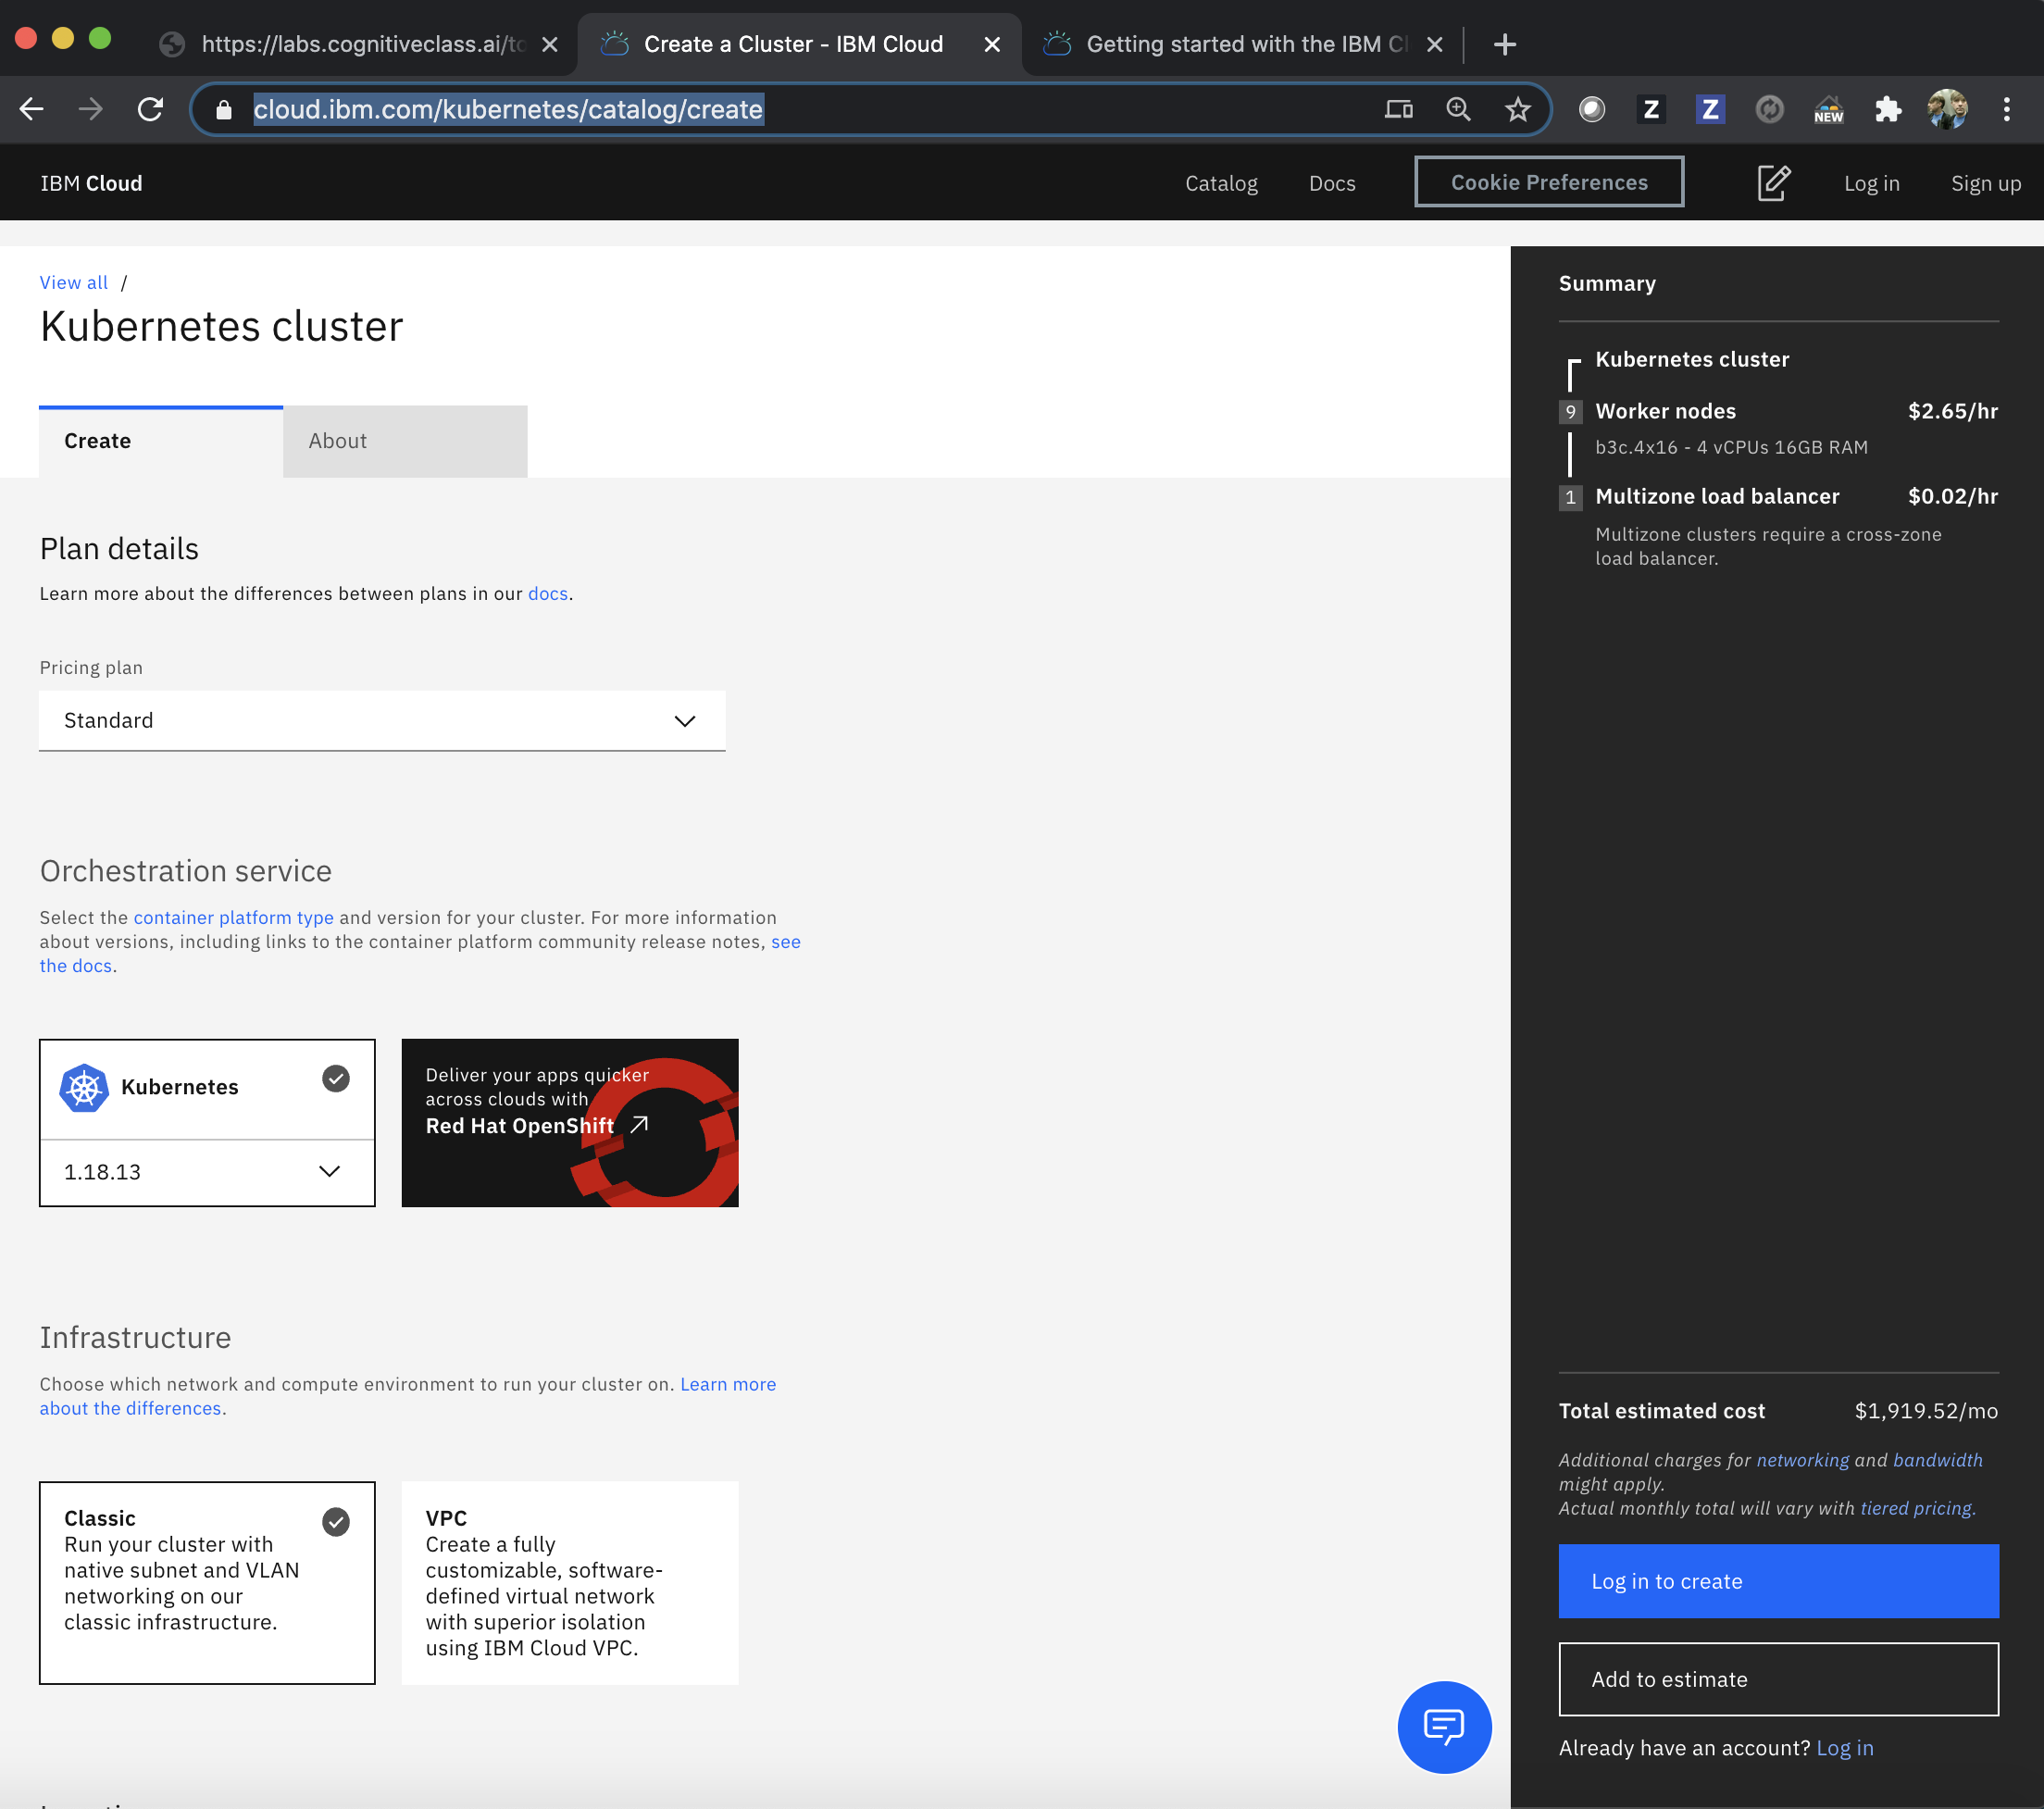 https://labs.cognitiveclass.ai/to
Create a Cluster - IBM Cloud
Getting started with the IBM Cl
cloud.ibm.com/kubernetes/catalog/create
Z
Z
NEW
IBM Cloud
Catalog
Docs
Cookie Preferences
Log in
Sign up
View all /
Kubernetes cluster
Create
About
Plan details
Learn more about the differences between plans in our docs.
Pricing plan
Standard
Orchestration service
Select the container platform type and version for your cluster. For more information
about versions, including links to the container platform community release notes, see
the docs.
Kubernetes
1.18.13
Deliver your apps quicker
across clouds with
Red Hat OpenShift
Infrastructure
Choose which network and compute environment to run your cluster on. Learn more
about the differences.
Classic
Run your cluster with
native subnet and VLAN
networking on our
classic infrastructure.
VPC
Create a fully
customizable, software-
defined virtual network
with superior isolation
using IBM Cloud VPC.
Summary
Kubernetes cluster
9 Worker nodes $2.65/hr
b3c.4x16 - 4 vCPUs 16GB RAM
1 Multizone load balancer $0.02/hr
Multizone clusters require a cross-zone
load balancer.
Total estimated cost $1,919.52/mo
Additional charges for networking and bandwidth
might apply.
Actual monthly total will vary with tiered pricing.
Log in to create
Add to estimate
Already have an account? Log in